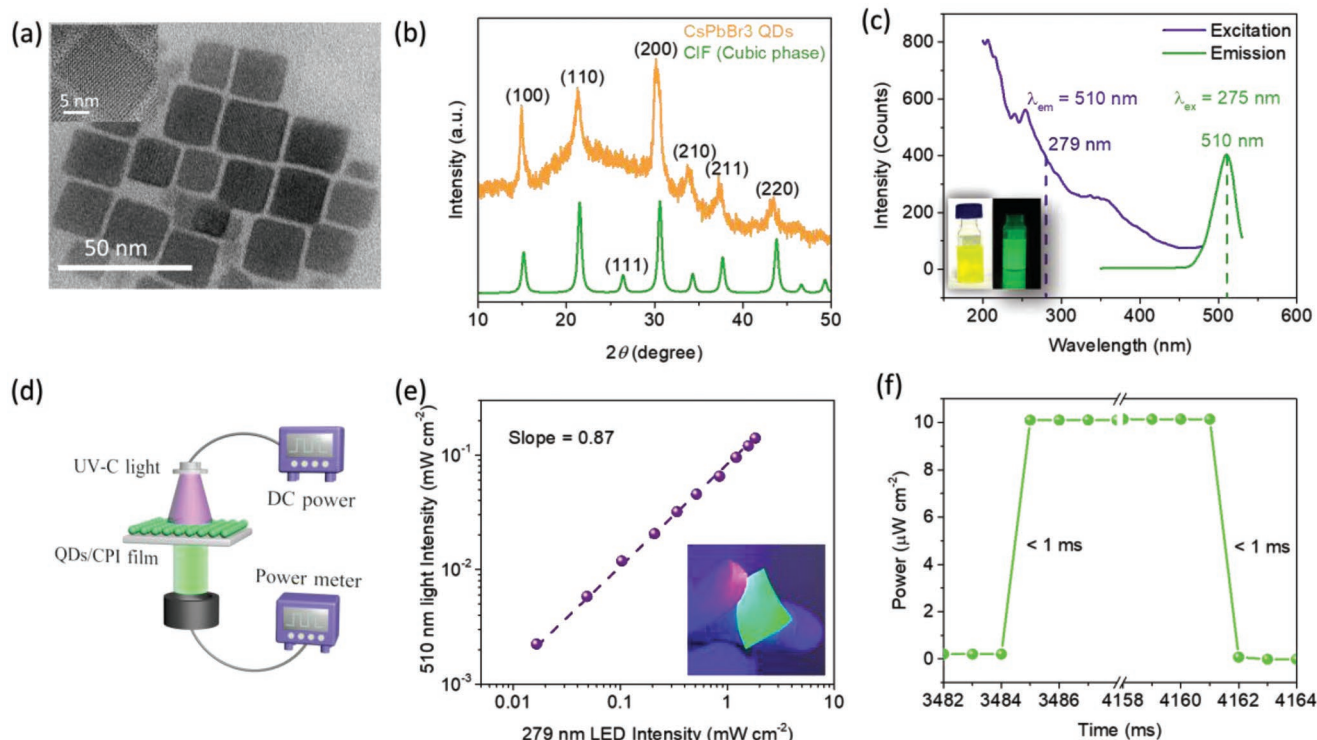 (a)
5 nm
50 nm
(b)
CsPbBr3 QDs
CIF (Cubic phase)
(100)
(110)
(200)
(210)
(211)
(220)
(111)
Intensity (a.u.)
10 20 30 40 50
2θ (degree)
(c)
Excitation
Emission
λem = 510 nm
279 nm
λex = 275 nm
510 nm
Intensity (Counts)
800
600
400
200
0
200 300 400 500 600
Wavelength (nm)
(d)
UV-C light
DC power
QDs/CPI film
Power meter
(e)
Slope = 0.87
510 nm light Intensity (mW cm-2)
10-1
10-2
10-3
0.01 0.1 1 10
279 nm LED Intensity (mW cm-2)
(f)
Power (μW cm-2)
10
8
6
4
2
0
< 1 ms
< 1 ms
3482 3484 3486 4158 4160 4162 4164
Time (ms)